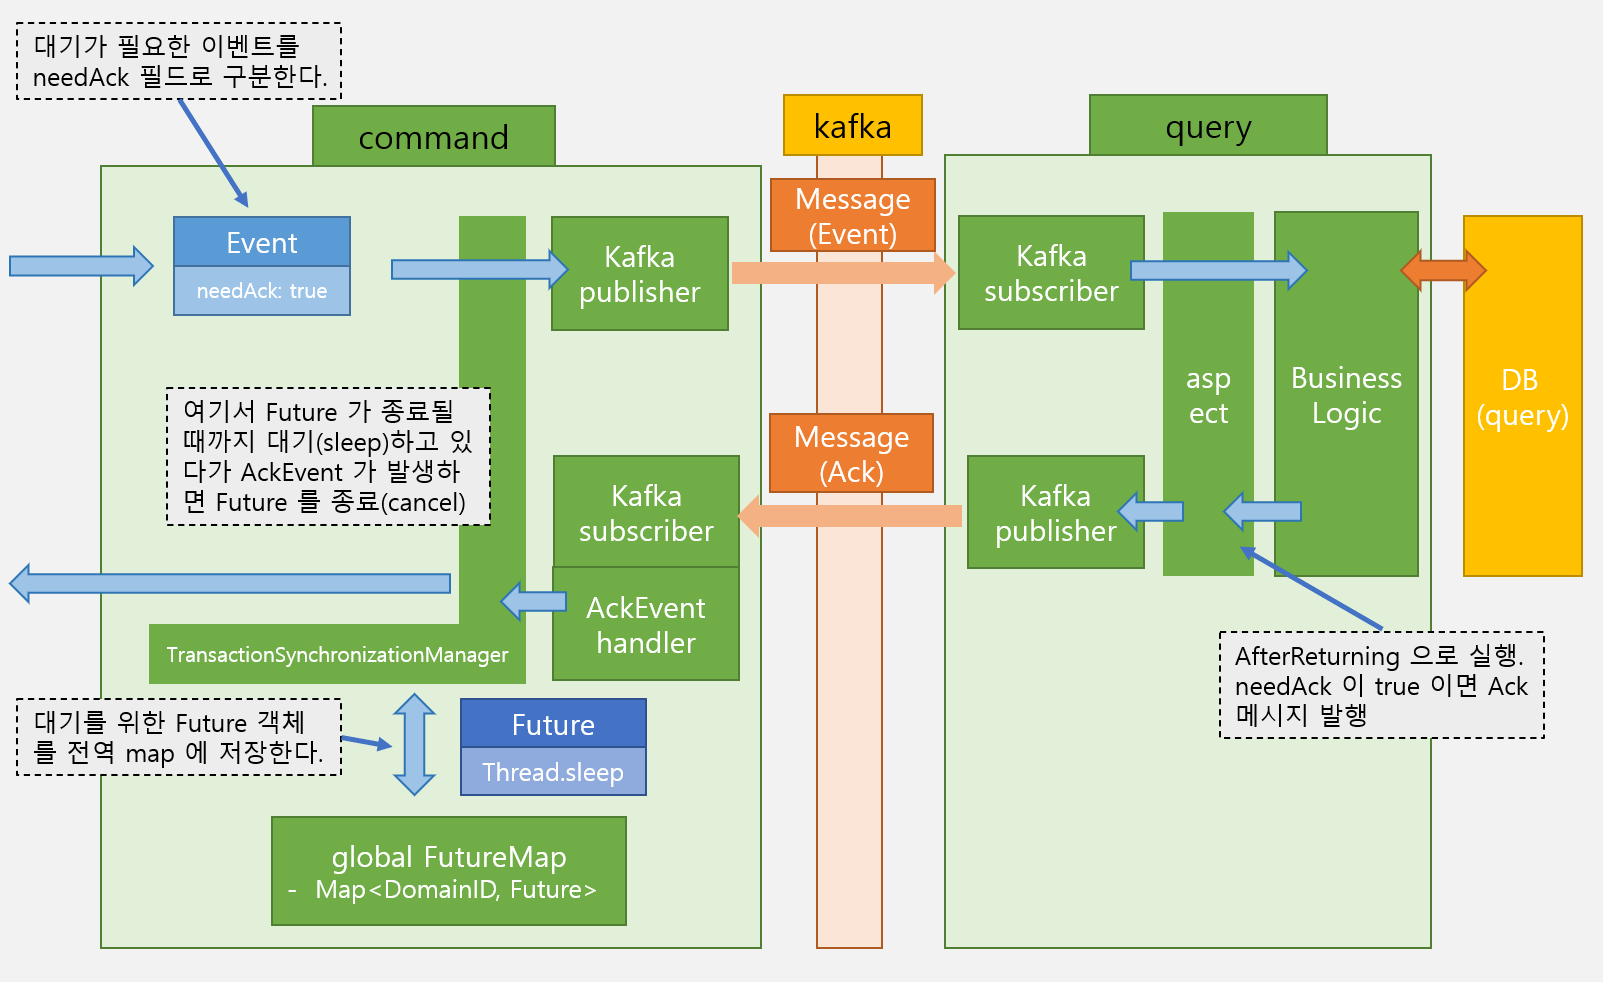 대기가 필요한 이벤트를
needAck 필드로 구분한다.
command
kafka
query
Event
needAck: true
Kafka
publisher
Message
(Event)
Kafka
subscriber
asp
ect
Business
Logic
DB
(query)
여기서 Future 가 종료될
때까지 대기(sleep)하고 있
다가 AckEvent 가 발생하
면 Future 를 종료(cancel)
Kafka
subscriber
Message
(Ack)
Kafka
publisher
AckEvent
handler
TransactionSynchronizationManager
AfterReturning 으로 실행.
needAck 이 true 이면 Ack
메시지 발행
대기를 위한 Future 객체
를 전역 map 에 저장한다.
Future
Thread.sleep
global FutureMap
- Map<DomainID, Future>